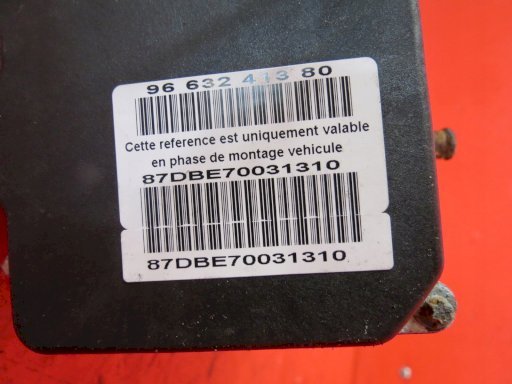 96 632 413 80
Cette reference est uniquement valable
en phase de montage vehicule
87DBE70031310
87DBE70031310